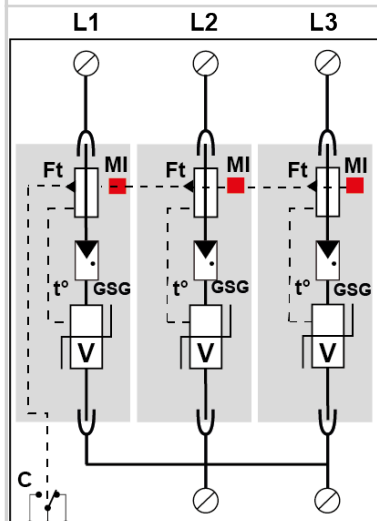 L1 L2 L3
Ft MI Ft MI Ft MI
t° GSG t° GSG t° GSG
V V V
C